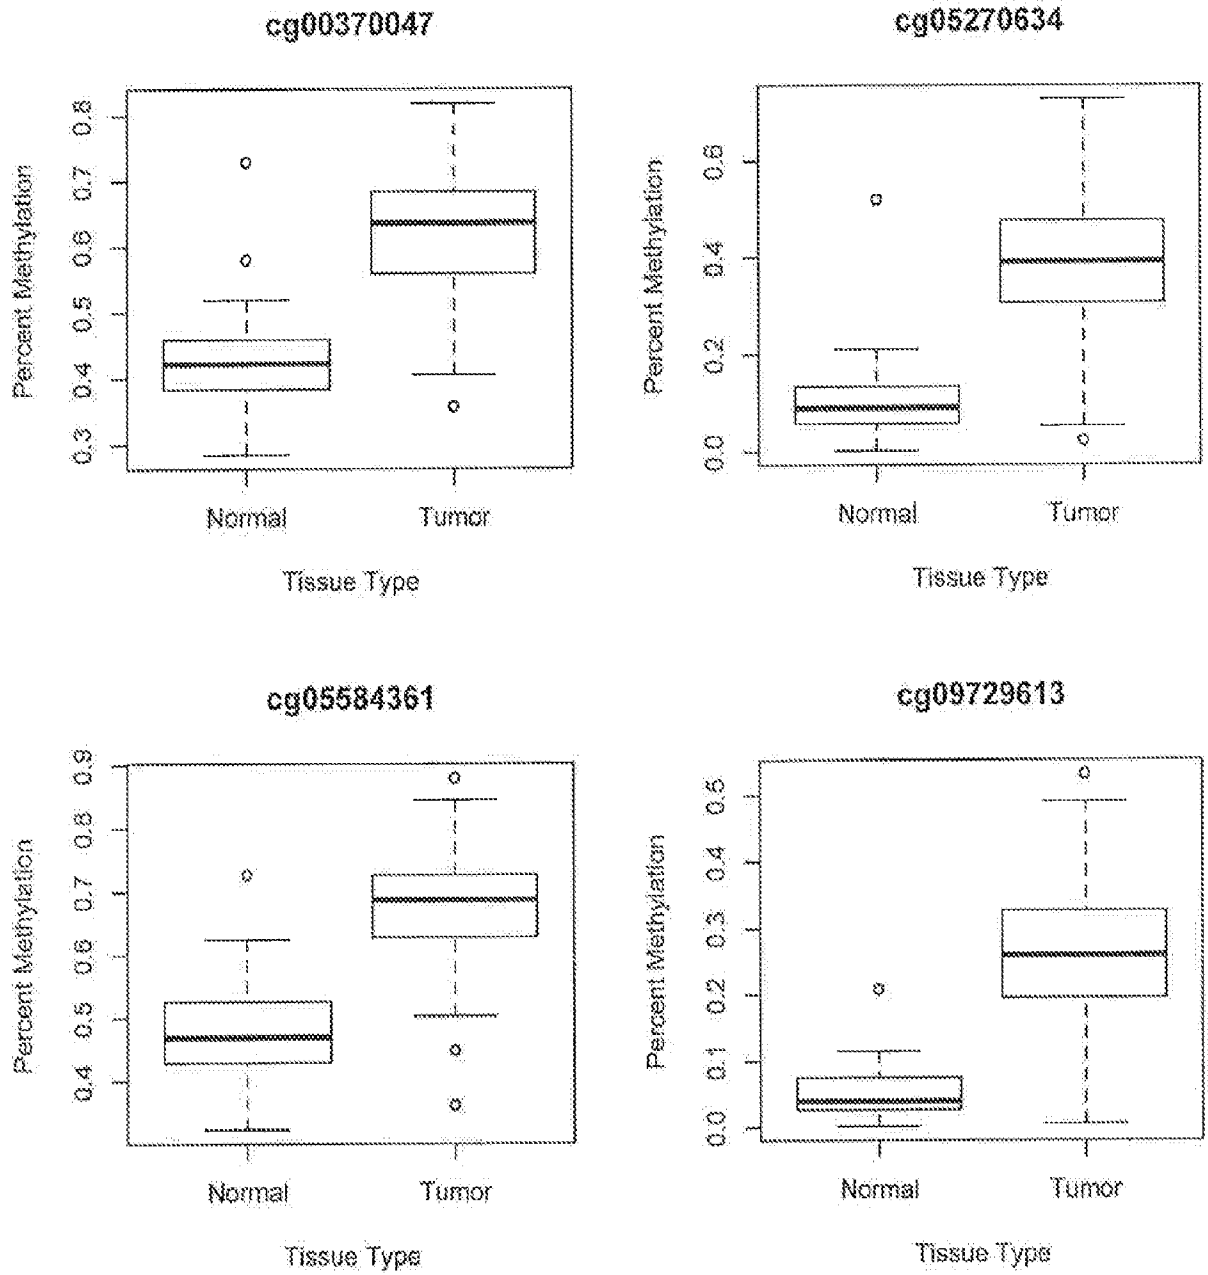 cg00370047
Percent Methylation
0.8
0.7
0.6
0.5
0.4
0.3
Normal Tumor
Tissue Type
cg05270634
Percent Methylation
0.6
0.4
0.2
0.0
Normal Tumor
Tissue Type
cg05584361
Percent Methylation
0.9
0.8
0.7
0.6
0.5
0.4
Normal Tumor
Tissue Type
cg09729613
Percent Methylation
0.5
0.4
0.3
0.2
0.1
0.0
Normal Tumor
Tissue Type